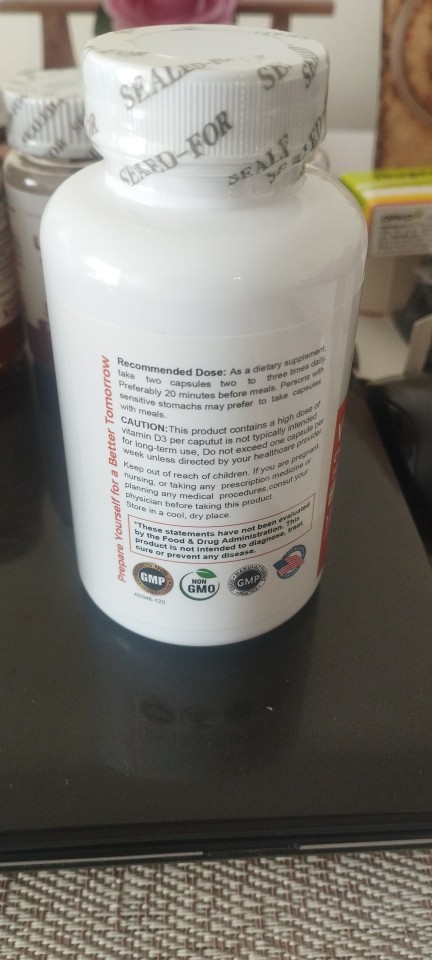 SEALED-FOR
SEALED-FOR
Recommended Dose: As a dietary supplement,
take two capsules two to three times daily.
Preferably 20 minutes before meals. Persons with
sensitive stomachs may prefer to take capsules
with meals.
CAUTION:This product contains a high dose of
vitamin D3 per caputut is not typically intended
for long-term use, Do not exceed one capsule per
week unless directed by your healthcare provider
Keep out of reach of children. If you are pregnant,
nursing, or taking any prescription medicine or
planning any medical procedures,consut your
physician before taking this product.
Store in a cool, dry place.
*These statements have not been evaluated
by the Food & Drug Administration. This
product is not intended to diagnose, treat,
cure or prevent any disease.
Prepare Yourself for a Better Tomorrow
GMP
NON
GMO
GMP